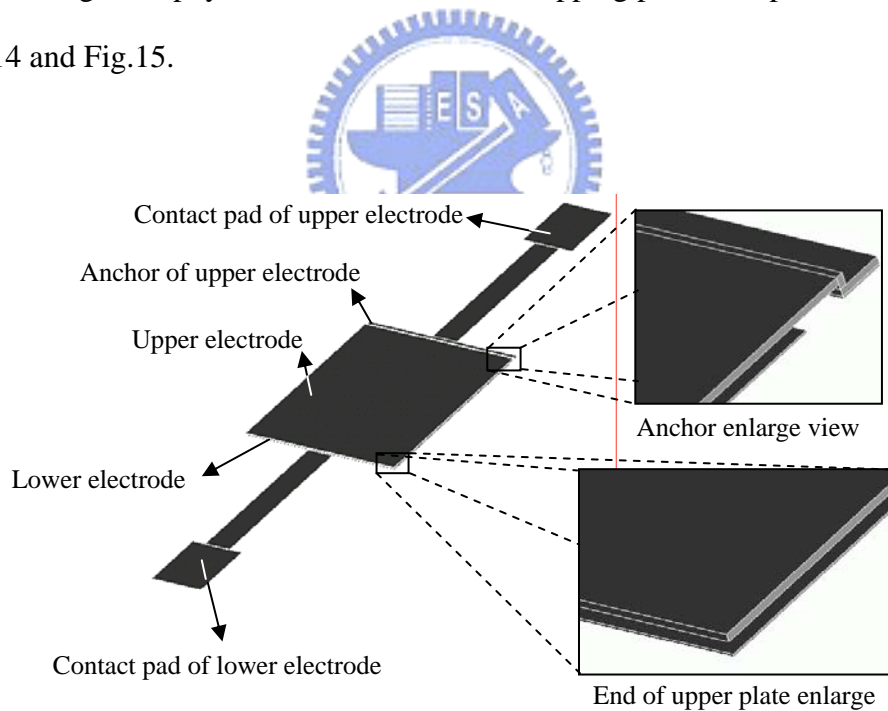 14 and Fig.15.
E S A
Contact pad of upper electrode
Anchor of upper electrode
Upper electrode
Anchor enlarge view
Lower electrode
Contact pad of lower electrode
End of upper plate enlarge